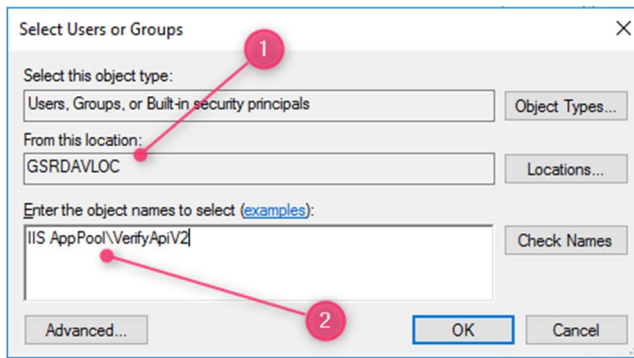 Select Users or Groups
1
Select this object type:
Users, Groups, or Built-in security principals
Object Types...
From this location:
GSRDAVLOC
Locations...
Enter the object names to select (examples):
IIS AppPool\VerifyApiV2
Check Names
2
Advanced...
OK
Cancel